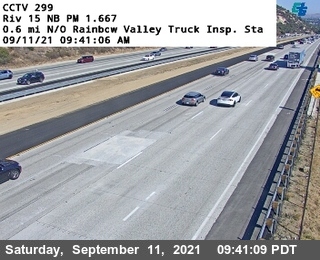 CCTV 299
Riv 15 NB PM 1.667
0.6 mi N/O Rainbcw Valley Truck Insp. Sta
09/11/21 09:41:06 AM
Saturday, September 11, 2021 09:41:09 PDT